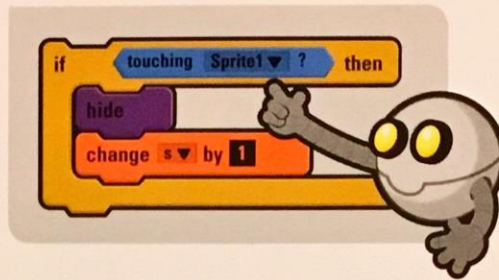 if touching Sprite1 ? then
hide
change s by 1